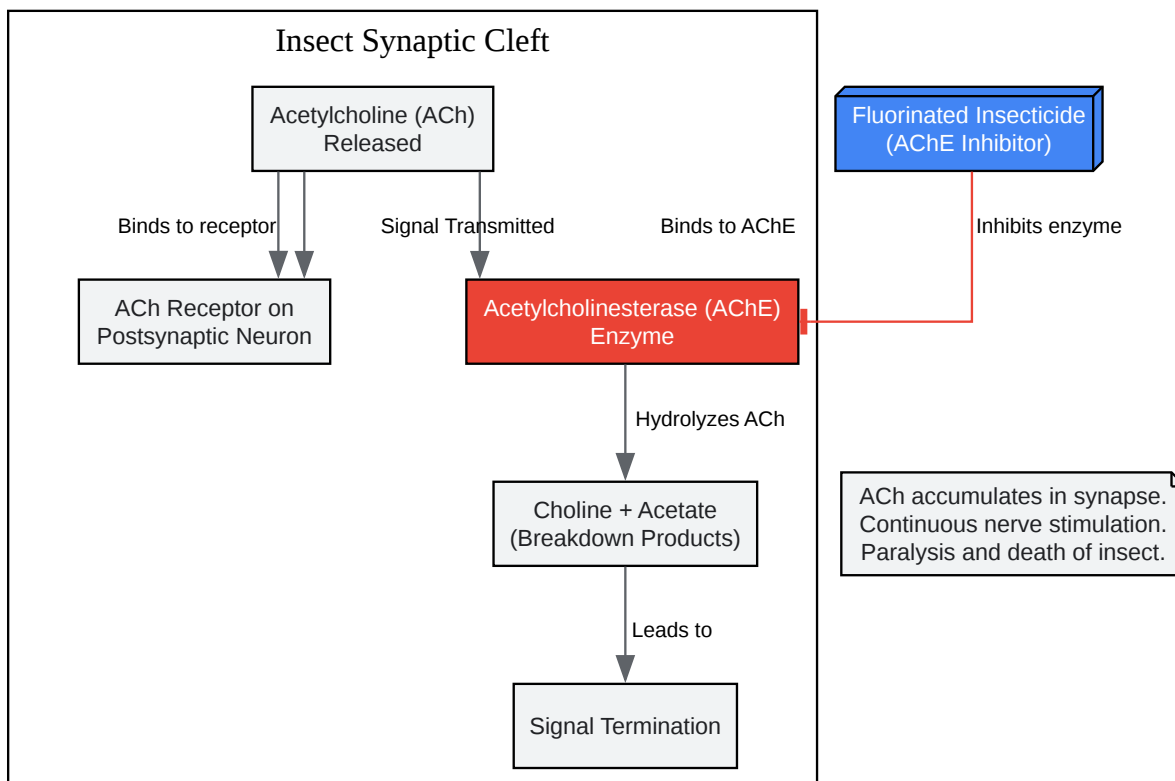 Insect Synaptic Cleft
Acetylcholine (ACh)
Released
Fluorinated Insecticide
(AChE Inhibitor)
Binds to receptor
Signal Transmitted
Binds to AChE
Inhibits enzyme
ACh Receptor on
Postsynaptic Neuron
Acetylcholinesterase (AChE)
Enzyme
Hydrolyzes ACh
Choline + Acetate
(Breakdown Products)
ACh accumulates in synapse.
Continuous nerve stimulation.
Paralysis and death of insect.
Leads to
Signal Termination